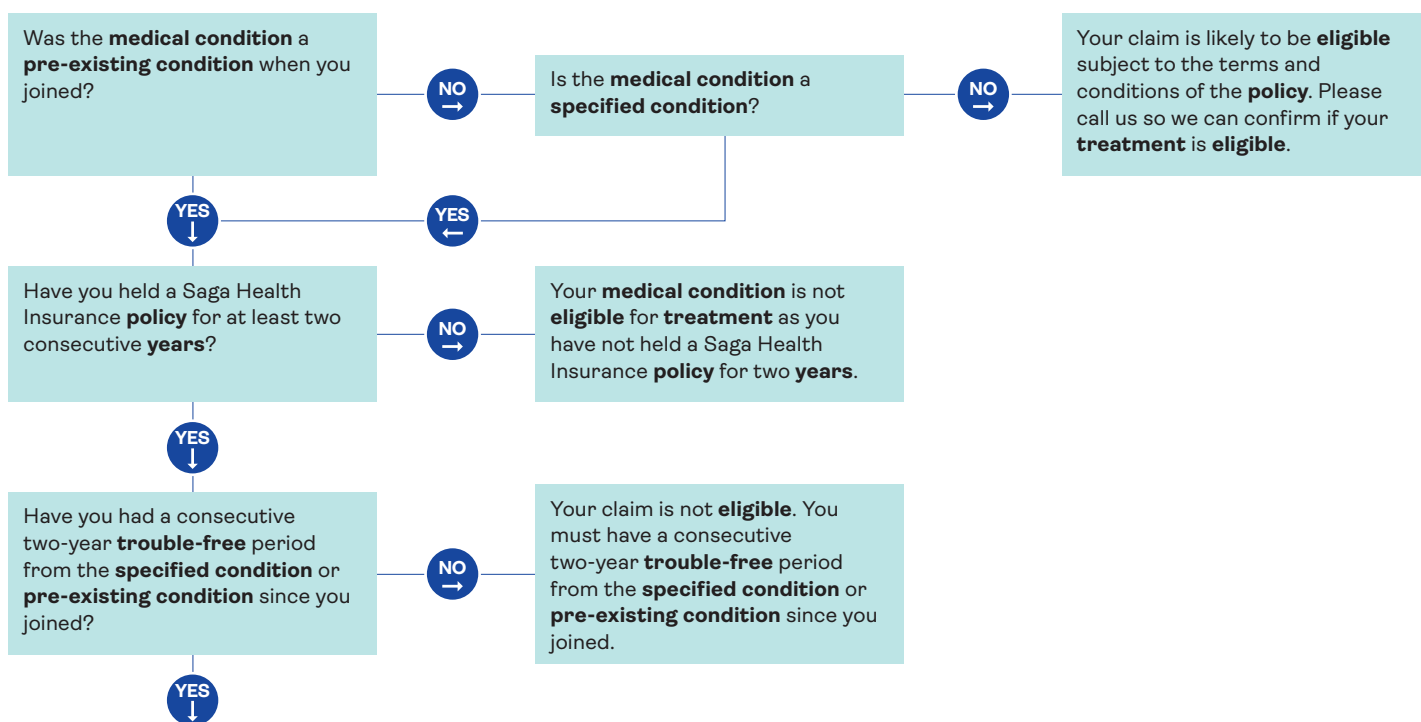 Was the medical condition a
pre-existing condition when you
joined?
NO
→
Is the medical condition a
specified condition?
NO
→
Your claim is likely to be eligible
subject to the terms and
conditions of the policy. Please
call us so we can confirm if your
treatment is eligible.
YES
↓
YES
←
Have you held a Saga Health
Insurance policy for at least two
consecutive years?
NO
→
Your medical condition is not
eligible for treatment as you
have not held a Saga Health
Insurance policy for two years.
YES
↓
Have you had a consecutive
two-year trouble-free period
from the specified condition or
pre-existing condition since you
joined?
NO
→
Your claim is not eligible. You
must have a consecutive
two-year trouble-free period
from the specified condition or
pre-existing condition since you
joined.
YES
↓